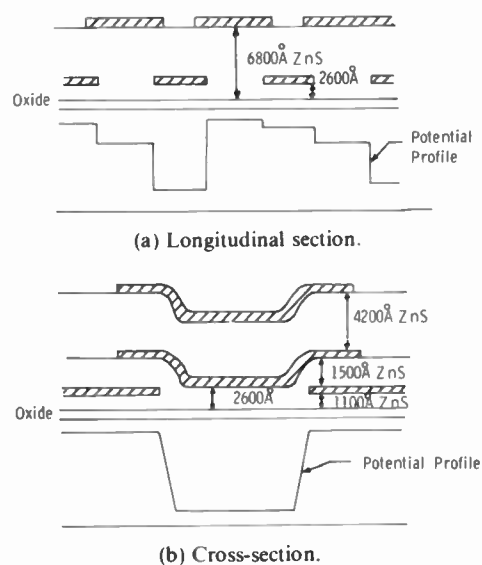 6800Å ZnS
2600Å
Oxide
Potential
Profile
(a) Longitudinal section.
4200Å ZnS
1500Å ZnS
2600Å
1100Å ZnS
Oxide
Potential Profile
(b) Cross-section.